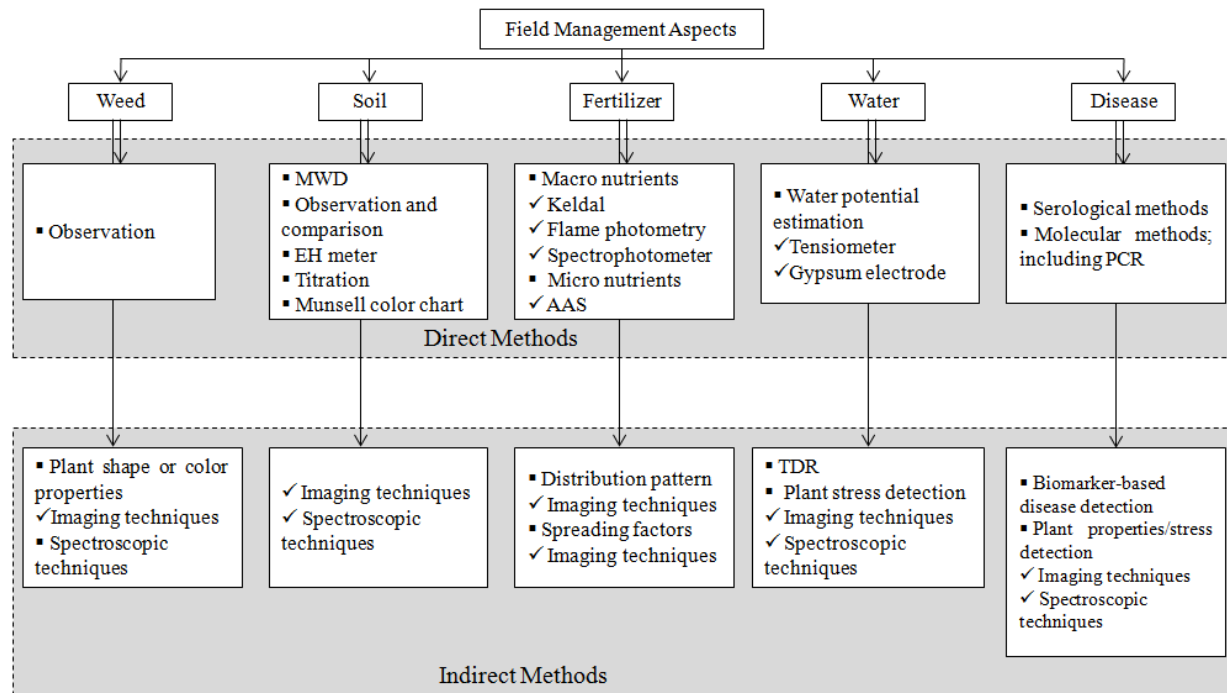 Field Management Aspects
Weed
Soil
Fertilizer
Water
Disease
▪ Observation
▪ MWD
▪ Observation and
comparison
▪ EH meter
▪ Titration
▪ Munsell color chart
▪ Macro nutrients
✓ Keldal
✓ Flame photometry
✓ Spectrophotometer
▪ Micro nutrients
✓ AAS
▪ Water potential
estimation
✓ Tensiometer
✓ Gypsum electrode
▪ Serological methods
▪ Molecular methods;
including PCR
Direct Methods
▪ Plant shape or color
properties
✓ Imaging techniques
▪ Spectroscopic
techniques
✓ Imaging techniques
✓ Spectroscopic
techniques
▪ Distribution pattern
✓ Imaging techniques
▪ Spreading factors
✓ Imaging techniques
▪ TDR
▪ Plant stress detection
✓ Imaging techniques
✓ Spectroscopic
techniques
▪ Biomarker-based
disease detection
▪ Plant properties/stress
detection
✓ Imaging techniques
✓ Spectroscopic
techniques
Indirect Methods